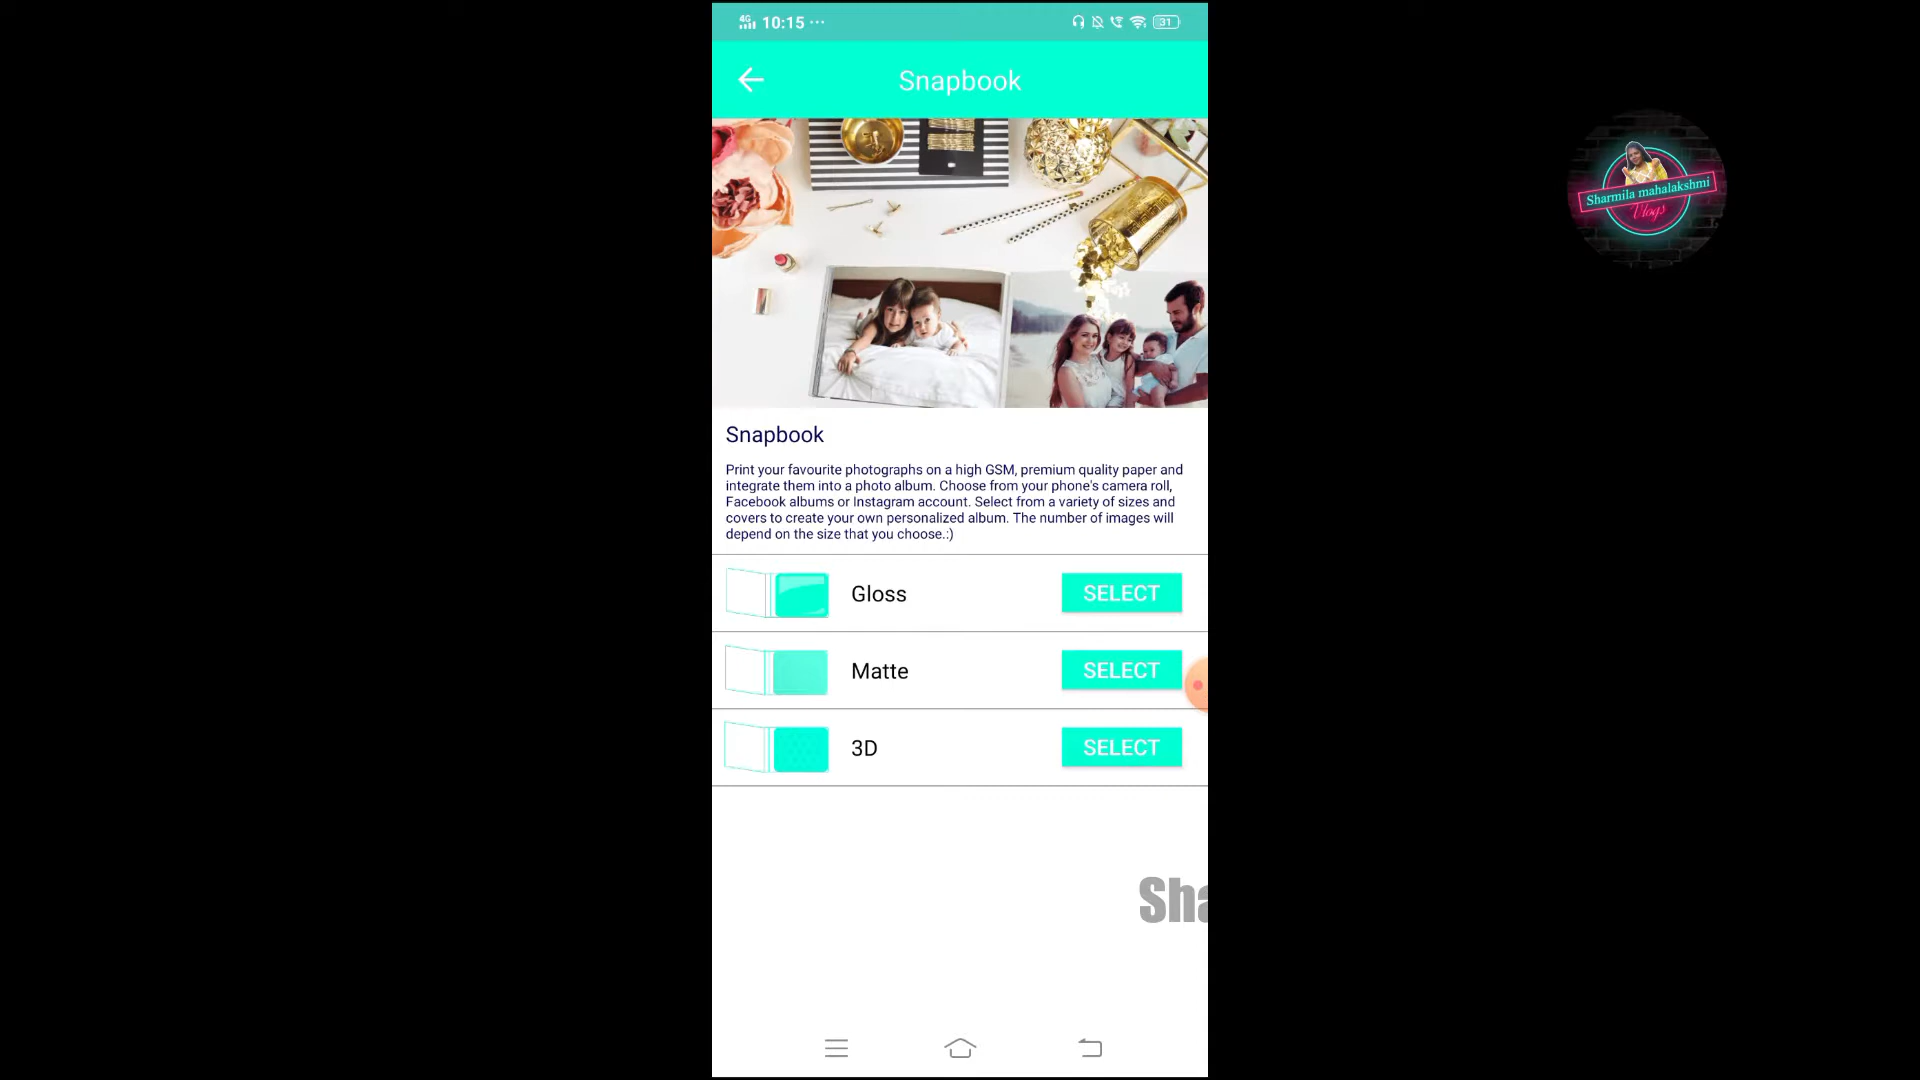 4G 10:15 ... 31
Snapbook
Sharmila mahalakshmi
Vlogs
Snapbook
Print your favourite photographs on a high GSM, premium quality paper and
integrate them into a photo album. Choose from your phone's camera roll,
Facebook albums or Instagram account. Select from a variety of sizes and
covers to create your own personalized album. The number of images will
depend on the size that you choose.:)
Gloss SELECT
Matte SELECT
3D SELECT
Sha